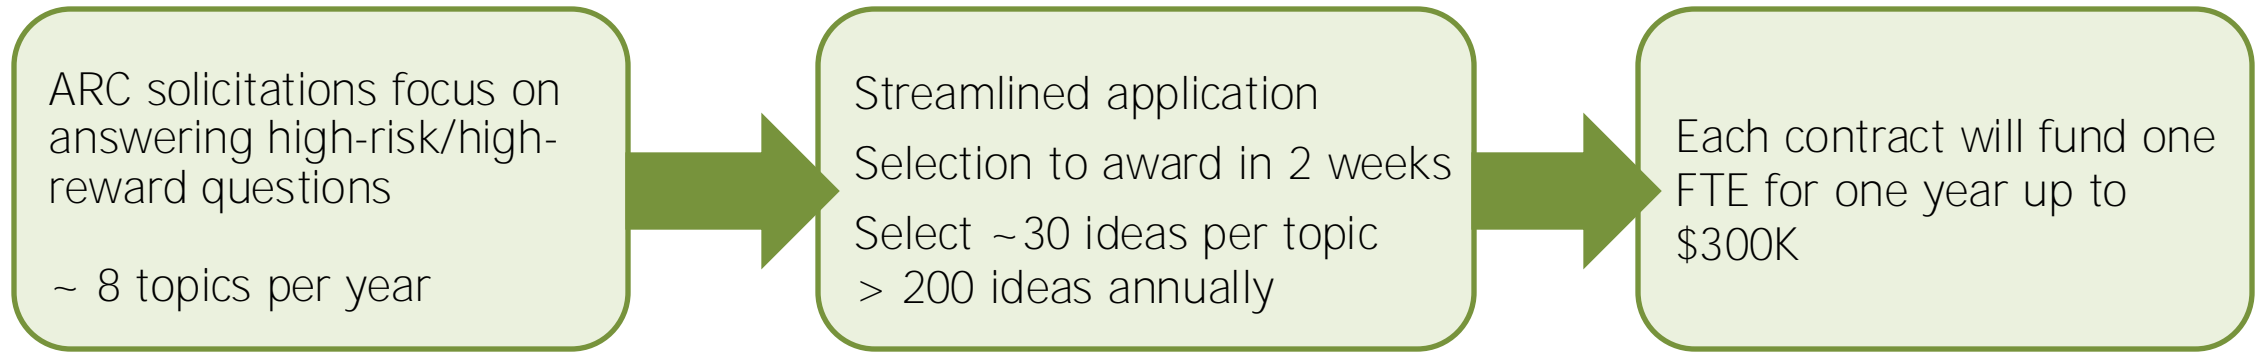 ARC solicitations focus on
answering high-risk/high-
reward questions
~ 8 topics per year
Streamlined application
Selection to award in 2 weeks
Select ~30 ideas per topic
> 200 ideas annually
Each contract will fund one
FTE for one year up to
$300K